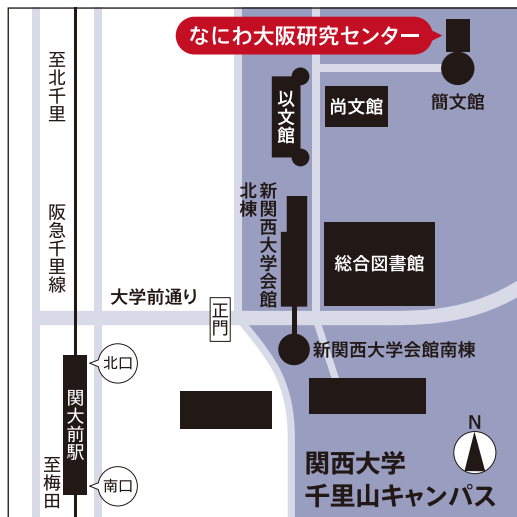 なにわ大阪研究センター
至北千里
以文館
尚文館
簡文館
阪急千里線
新関西大学会館
北棟
総合図書館
大学前通り
正門
新関西大学会館南棟
北口
関大前駅
南口
至梅田
N
関西大学
千里山キャンパス